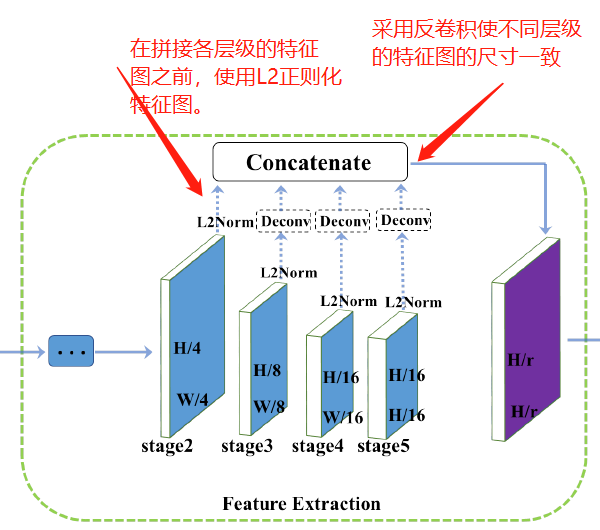 在拼接各层级的特征
图之前，使用L2正则化
特征图。
采用反卷积使不同层级
的特征图的尺寸一致
Concatenate
L2Norm
Deconv
Deconv
Deconv
L2Norm
L2Norm
L2Norm
...
H/4
W/4
H/8
W/8
H/16
W/16
H/16
H/16
H/r
H/r
stage2
stage3
stage4
stage5
Feature Extraction